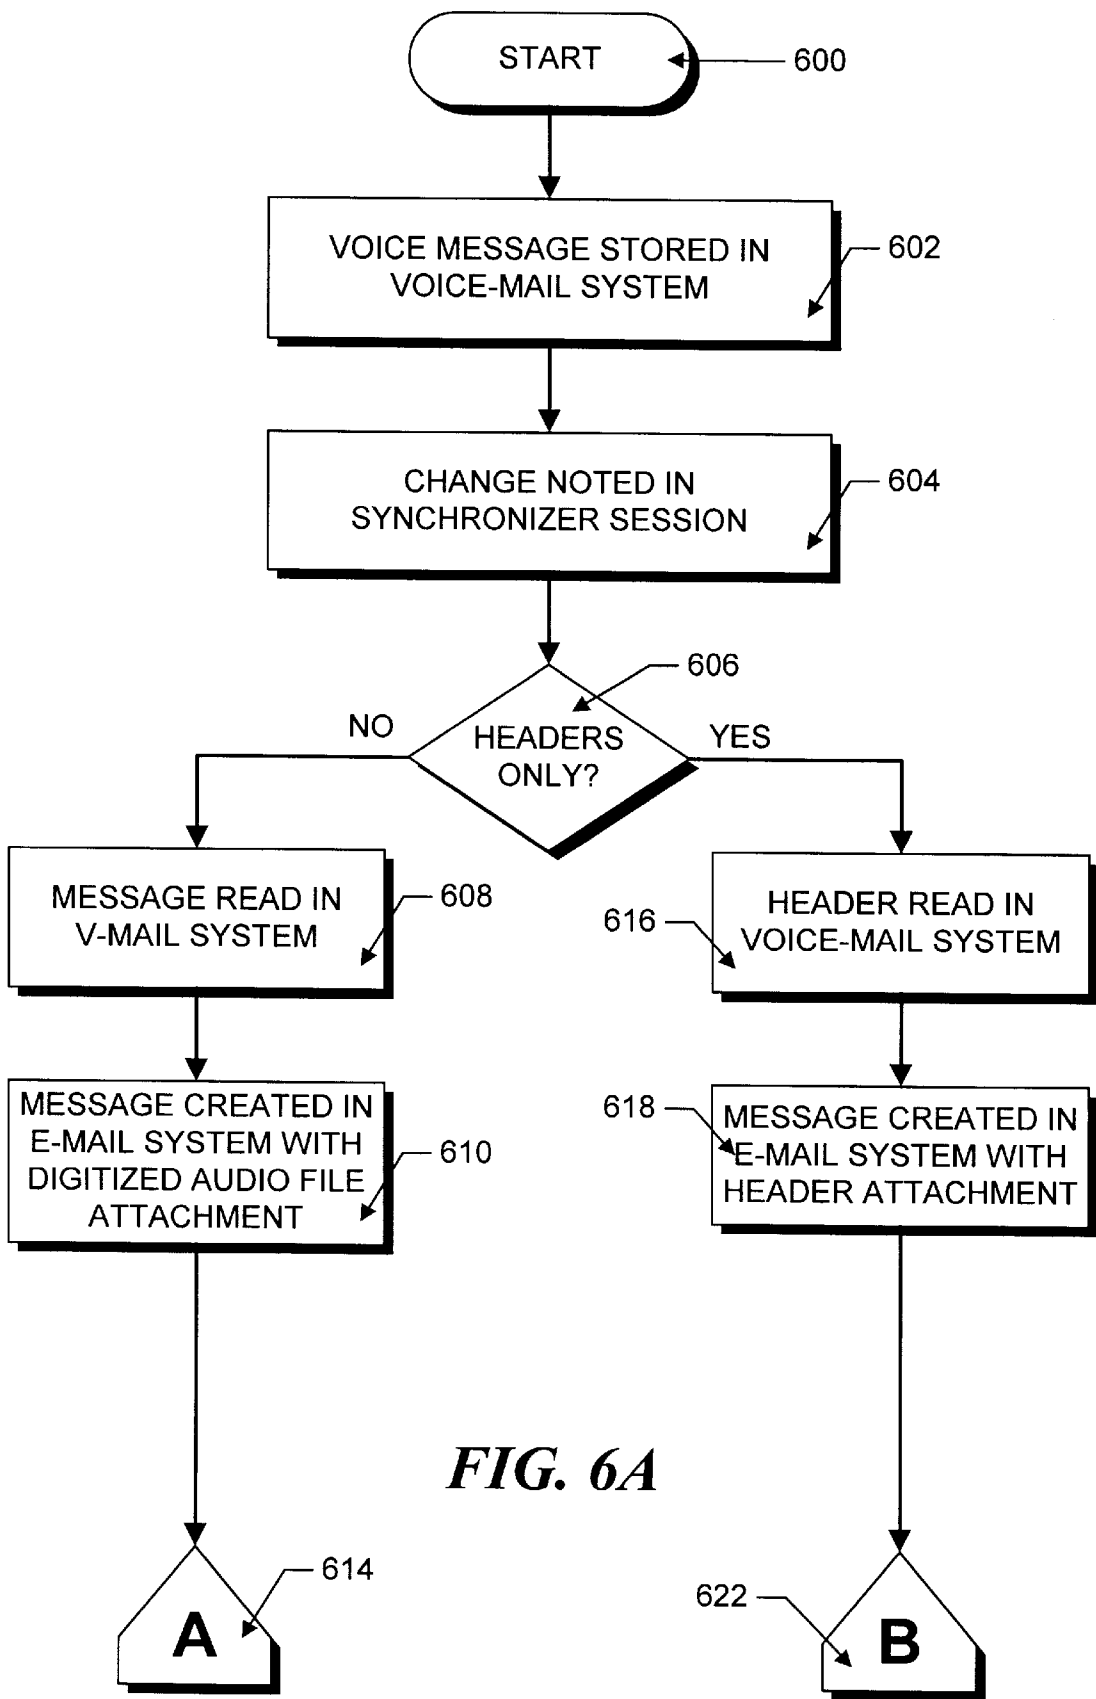 START
600
VOICE MESSAGE STORED IN
VOICE-MAIL SYSTEM
602
CHANGE NOTED IN
SYNCHRONIZER SESSION
604
606
NO
HEADERS
ONLY?
YES
MESSAGE READ IN
V-MAIL SYSTEM
608
616
HEADER READ IN
VOICE-MAIL SYSTEM
MESSAGE CREATED IN
E-MAIL SYSTEM WITH
DIGITIZED AUDIO FILE
ATTACHMENT
610
618
MESSAGE CREATED IN
E-MAIL SYSTEM WITH
HEADER ATTACHMENT
FIG. 6A
A
614
622
B